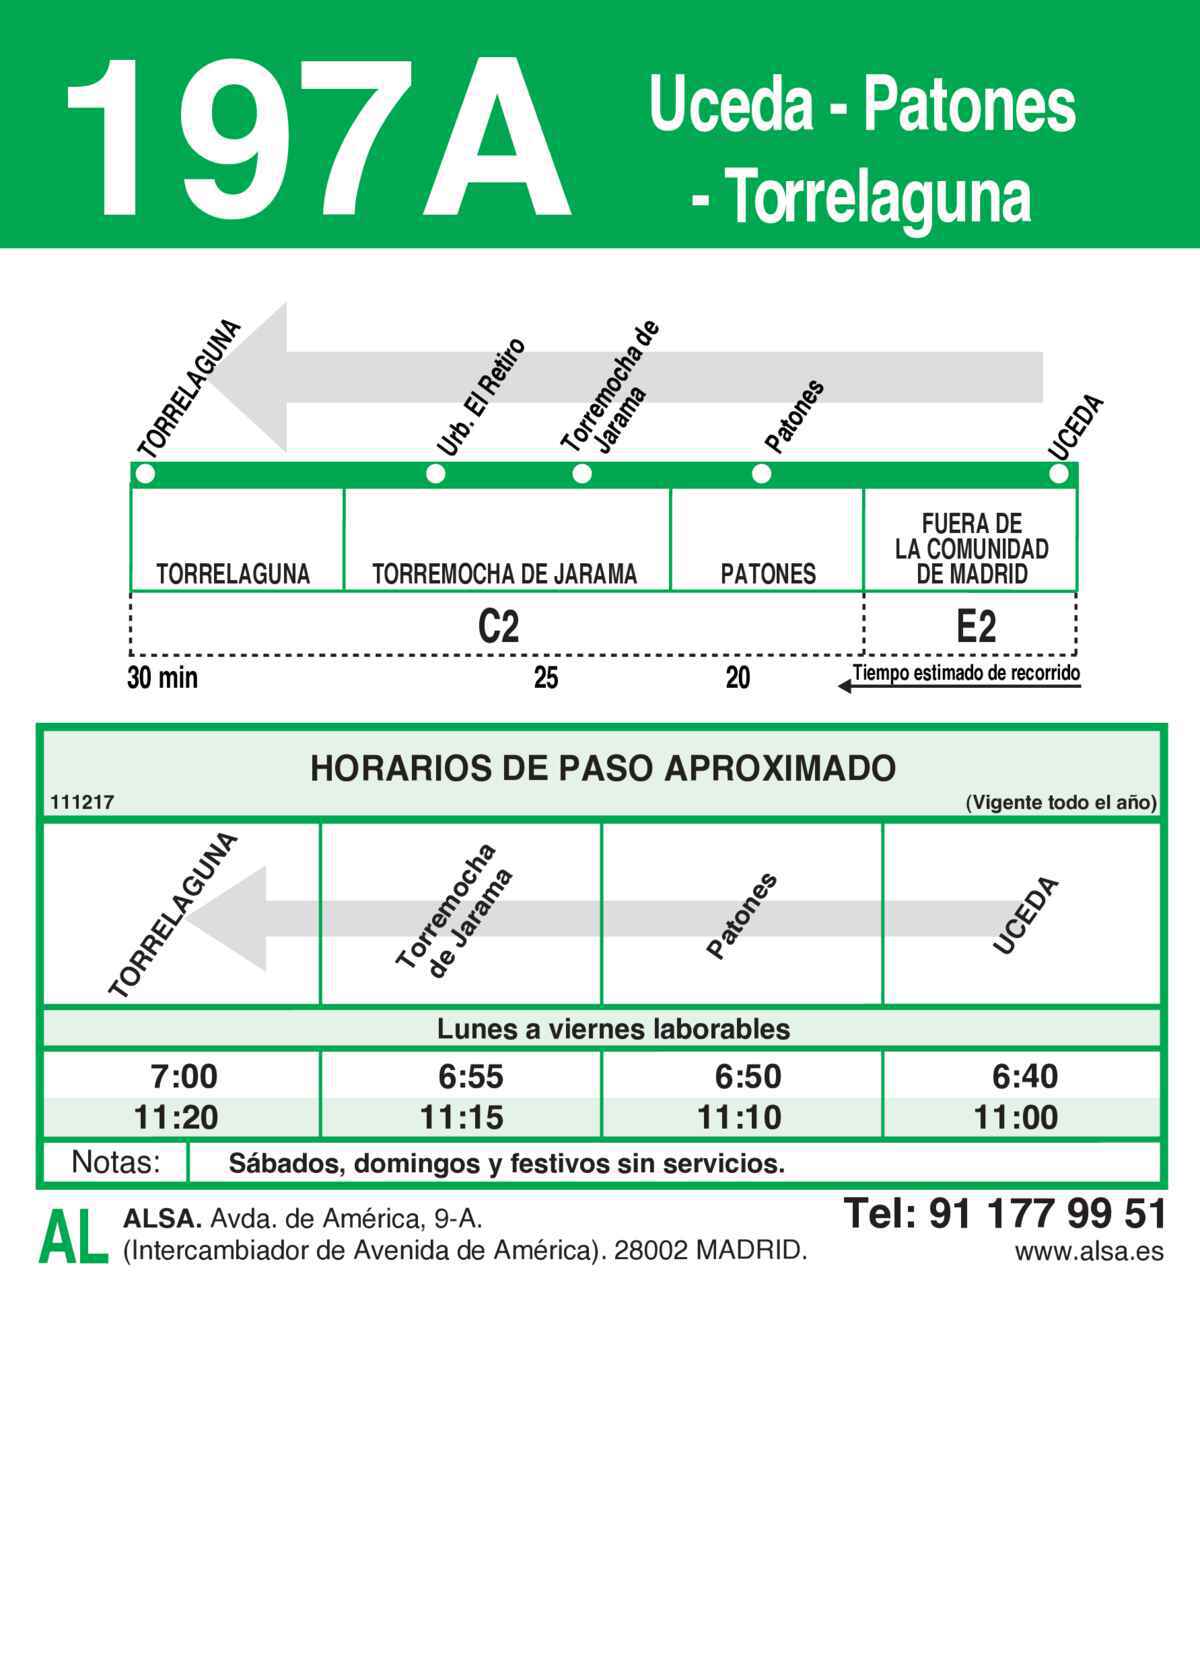 197A
Uceda - Patones
- Torrelaguna
TORRELAGUNA
Urb. El Retiro
Torremocha de
Jarama
Patones
UCEDA
TORRELAGUNA
TORREMOCHA DE JARAMA
PATONES
FUERA DE
LA COMUNIDAD
DE MADRID
C2
E2
30 min
25
20
Tiempo estimado de recorrido
HORARIOS DE PASO APROXIMADO
111217
(Vigente todo el año)
TORRELAGUNA
Torremocha
de Jarama
Patones
UCEDA
Lunes a viernes laborables
7:00 6:55 6:50 6:40
11:20 11:15 11:10 11:00
Notas: Sábados, domingos y festivos sin servicios.
AL
ALSA. Avda. de América, 9-A.
(Intercambiador de Avenida de América). 28002 MADRID.
Tel: 91 177 99 51
www.alsa.es